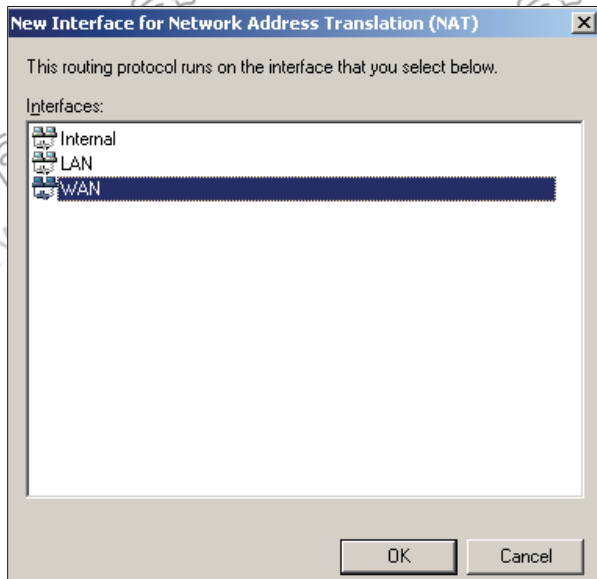 New Interface for Network Address Translation (NAT)
This routing protocol runs on the interface that you select below.
Interfaces:
Internal
LAN
WAN
OK
Cancel